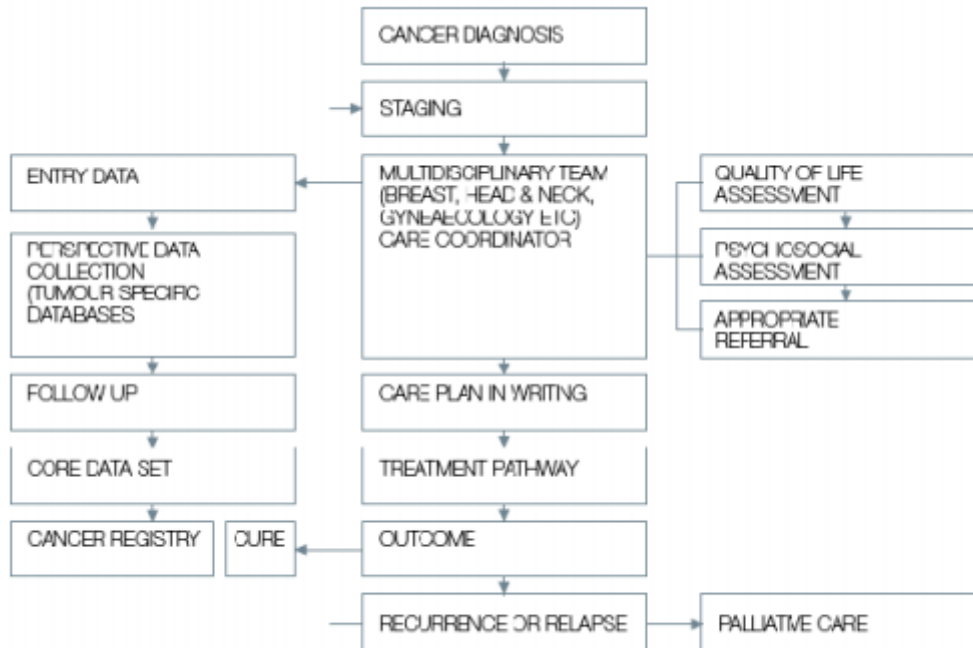 CANCER DIAGNOSIS
STAGING
ENTRY DATA
MULTIDISCIPLINARY TEAM
(BREAST, HEAD & NECK,
GYNEAECOLOGY ETC)
CARE COORDINATOR
QUALITY OF LIFE
ASSESSMENT
PERSPECTIVE DATA
COLLECTION
(TUMOUR SPECIFIC
DATABASES
PSYCHOSOCIAL
ASSESSMENT
APPROPRIATE
REFERRAL
FOLLOW UP
CARE PLAN IN WRITING
CORE DATA SET
TREATMENT PATHWAY
CANCER REGISTRY
CURE
OUTCOME
RECURRENCE OR RELAPSE
PALLIATIVE CARE